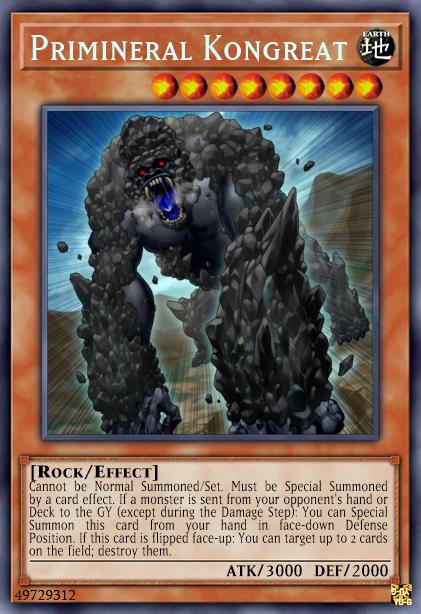 PRIMINERAL KONGREAT
EARTH
地
[ROCK/EFFECT]
Cannot be Normal Summoned/Set. Must be Special Summoned
by a card effect. If a monster is sent from your opponent's hand or
Deck to the GY (except during the Damage Step): You can Special
Summon this card from your hand in face-down Defense
Position. If this card is flipped face-up: You can target up to 2 cards
on the field; destroy them.
ATK/3000 DEF/2000
49729312